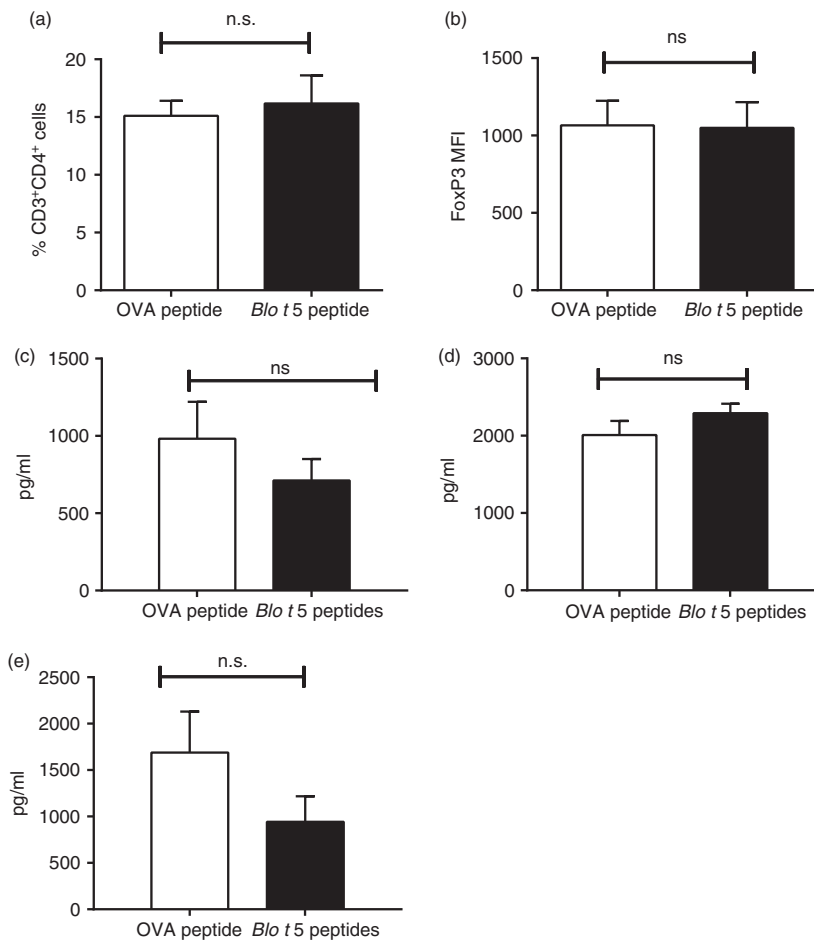 (a)
n.s.
20
15
10
5
0
% CD3⁺CD4⁺ cells
OVA peptide Blo t 5 peptide
(b)
ns
1500
1000
500
0
FoxP3 MFI
OVA peptide Blo t 5 peptide
(c)
ns
1500
1000
500
0
pg/ml
OVA peptide Blo t 5 peptides
(d)
ns
3000
2000
1000
0
pg/ml
OVA peptide Blo t 5 peptides
(e)
n.s.
2500
2000
1500
1000
500
0
pg/ml
OVA peptide Blo t 5 peptides